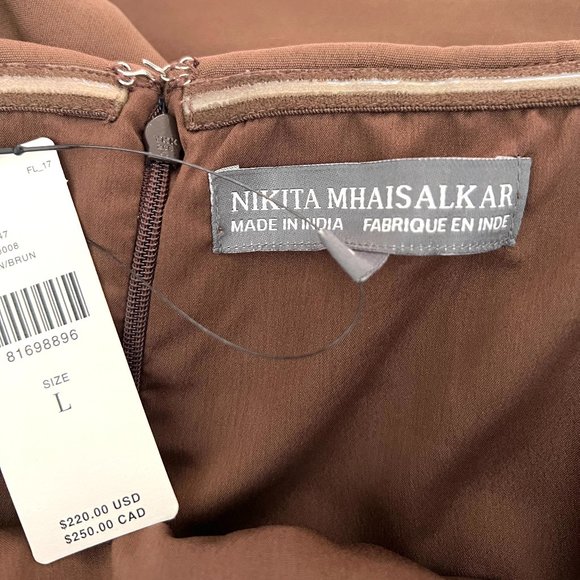 FL_17
47
0008
N/BRUN
81698896
SIZE
L
$220.00 USD
$250.00 CAD
NIKITA MHAISALKAR
MADE IN INDIA FABRIQUE EN INDE